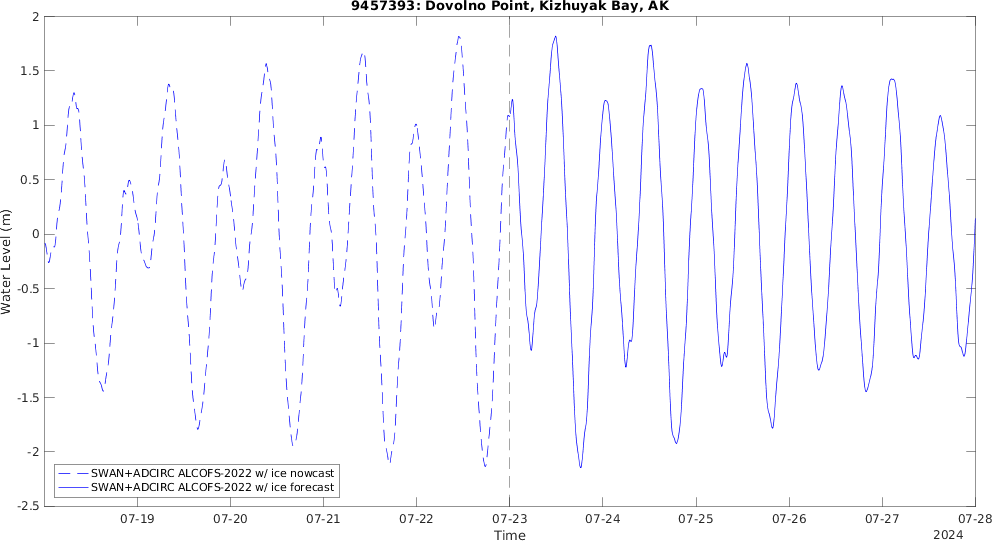 9457393: Dovolno Point, Kizhuyak Bay, AK
2
1.5
1
0.5
0
-0.5
-1
-1.5
-2
-2.5
Water Level (m)
SWAN+ADCIRC ALCOFS-2022 w/ ice nowcast
SWAN+ADCIRC ALCOFS-2022 w/ ice forecast
07-19 07-20 07-21 07-22 07-23 07-24 07-25 07-26 07-27 07-28
Time
2024